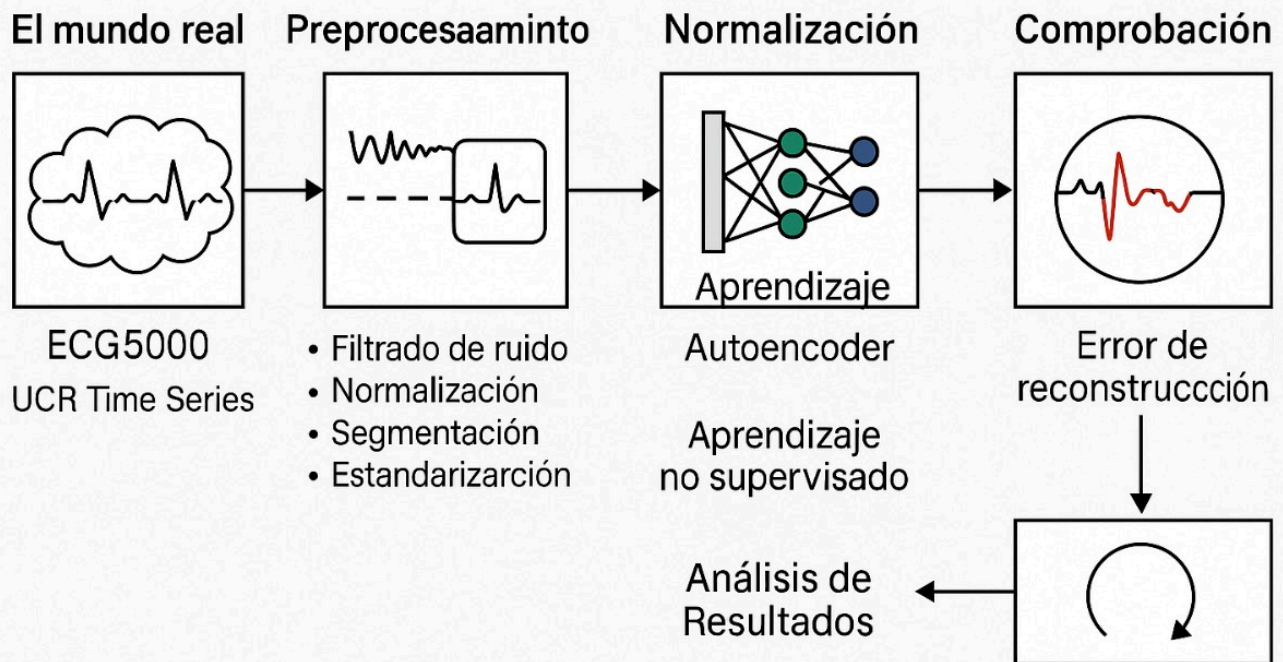 El mundo real
Preprocesaaminto
Normalización
Comprobación
Aprendizaje
ECG5000
UCR Time Series
• Filtrado de ruido
• Normalización
• Segmentación
• Estandarizarción
Autoencoder
Aprendizaje
no supervisado
Error de
reconstruccción
Análisis de
Resultados